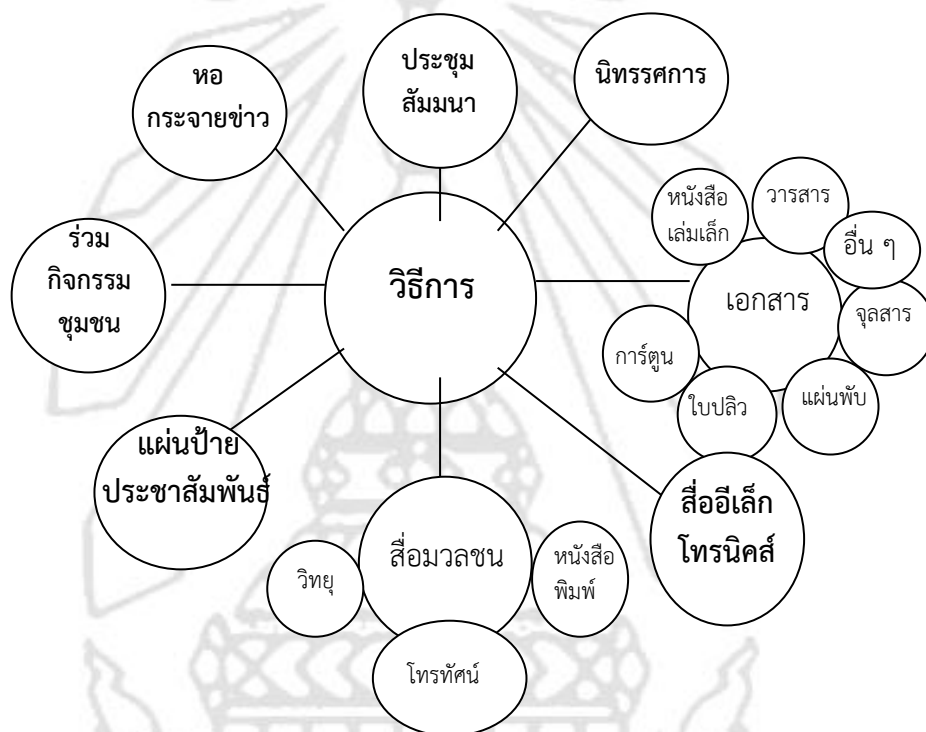 หอ
กระจายข่าว
ประชุม
สัมมนา
นิทรรศการ
ร่วม
กิจกรรม
ชุมชน
วิธีการ
หนังสือ
เล่มเล็ก
วารสาร
อื่น ๆ
เอกสาร
จุลสาร
การ์ตูน
ใบปลิว
แผ่นพับ
แผ่นป้าย
ประชาสัมพันธ์
สื่ออีเล็ก
โทรนิคส์
สื่อมวลชน
วิทยุ
หนังสือ
พิมพ์
โทรทัศน์